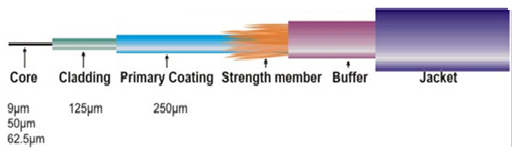 Core Cladding Primary Coating Strength member Buffer Jacket
9µm 125µm 250µm
50µm
62.5µm